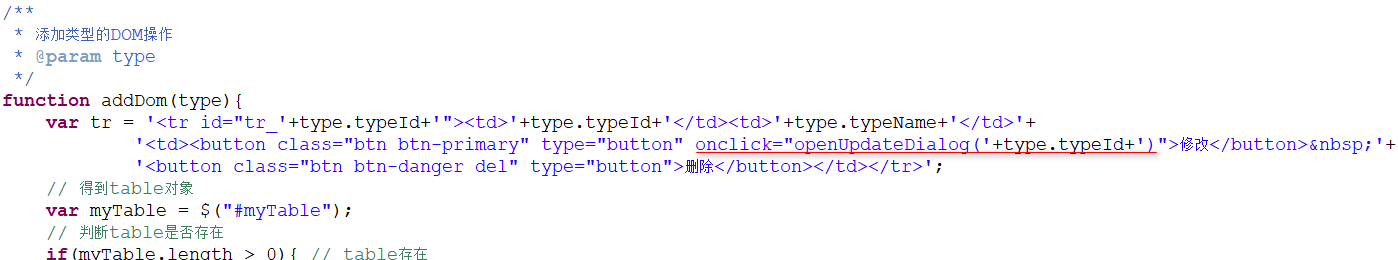 /**
 * 添加类型的DOM操作
 * @param type
 */
function addDom(type){
    var tr = '<tr id="tr_'+type.typeId+'"><td>'+type.typeId+'</td><td>'+type.typeName+'</td>'+
            '<td><button class="btn btn-primary" type="button" onclick="openUpdateDialog('+type.typeId+')">修改</button>&nbsp;'+
            '<button class="btn btn-danger del" type="button">删除</button></td></tr>';
    // 得到table对象
    var myTable = $("#myTable");
    // 判断table是否存在
    if(myTable.length > 0){ // table存在